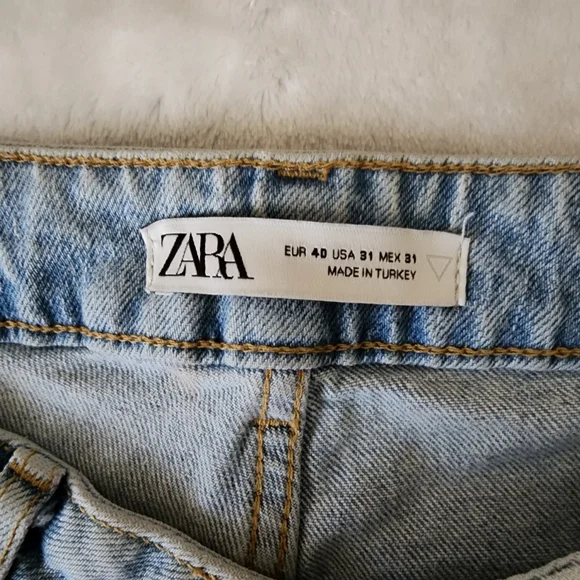 ZARA
EUR 40 USA 31 MEX 31
MADE IN TURKEY